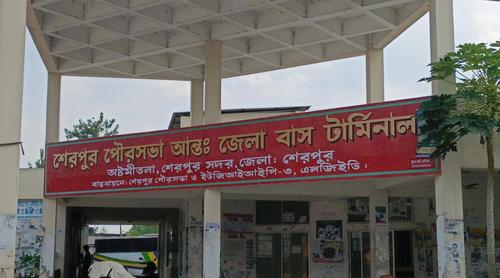 শেরপুর পৌরসভা আন্তঃ জেলা বাস টার্মিনাল
অষ্টমীতলা, শেরপুর সদর, জেলা: শেরপুর
বাস্তবায়নে: শেরপুর পৌরসভা ও ইউজিআইআইপি-৩, এলজিইডি।